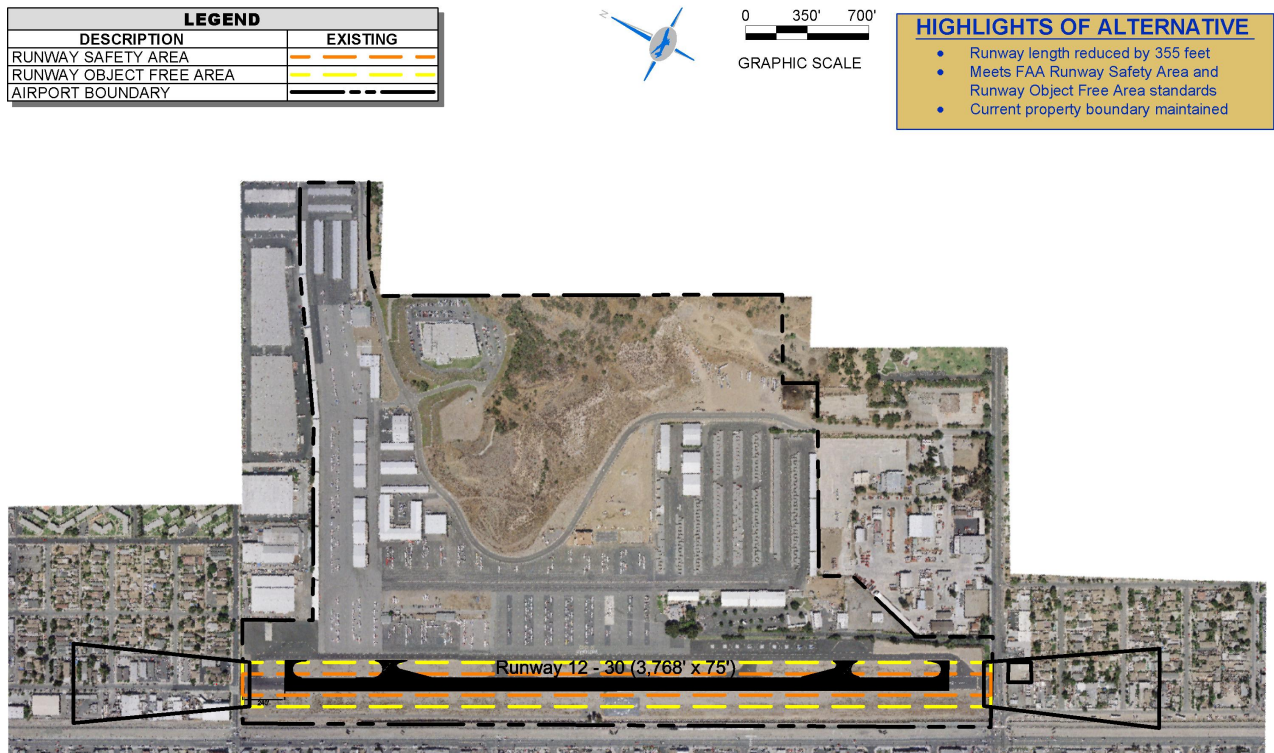 LEGEND
DESCRIPTION EXISTING
RUNWAY SAFETY AREA
RUNWAY OBJECT FREE AREA
AIRPORT BOUNDARY
N
0 350' 700'
GRAPHIC SCALE
HIGHLIGHTS OF ALTERNATIVE
• Runway length reduced by 355 feet
• Meets FAA Runway Safety Area and
Runway Object Free Area standards
• Current property boundary maintained
Runway 12 - 30 (3,768' x 75')